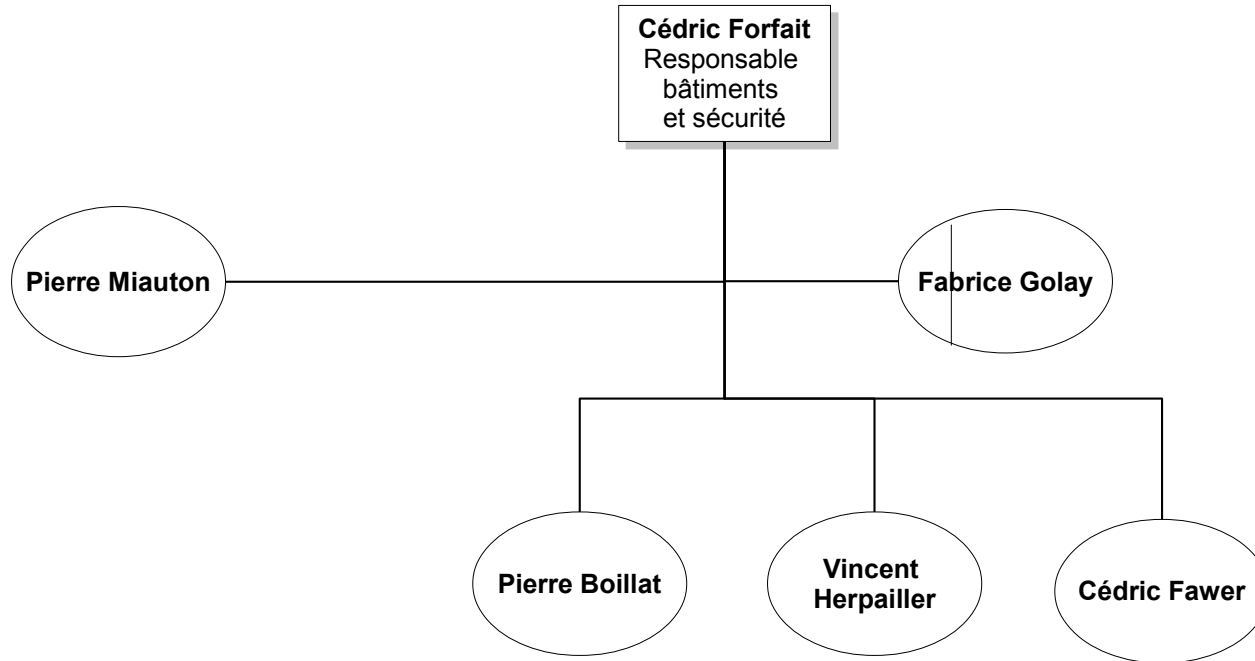 Cédric Forfait
Responsable
bâtiments
et sécurité
Pierre Miauton
Fabrice Golay
Pierre Boillat
Vincent
Herpailler
Cédric Fawer